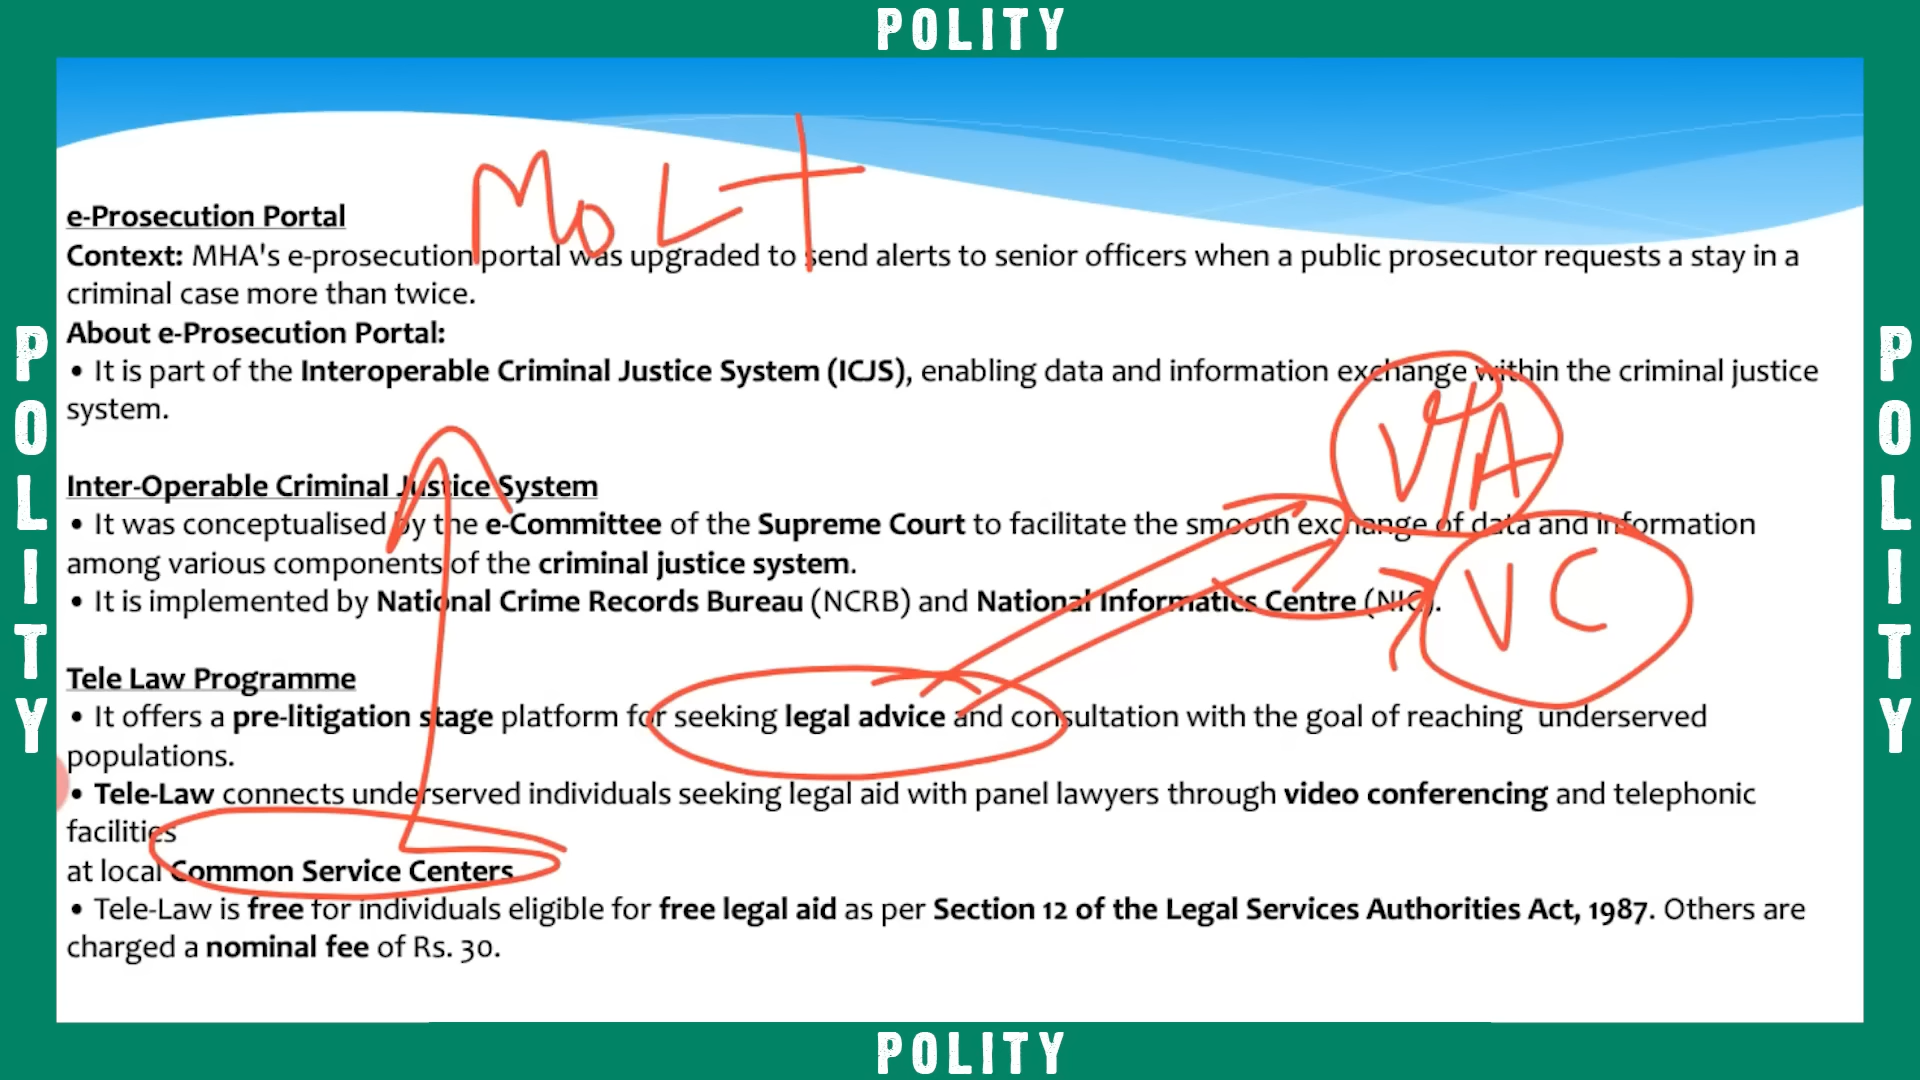 POLITY
MoLJ
e-Prosecution Portal
Context: MHA's e-prosecution portal was upgraded to send alerts to senior officers when a public prosecutor requests a stay in a
criminal case more than twice.
About e-Prosecution Portal:
• It is part of the Interoperable Criminal Justice System (ICJS), enabling data and information exchange within the criminal justice
system.
V/A
Inter-Operable Criminal Justice System
• It was conceptualised by the e-Committee of the Supreme Court to facilitate the smooth exchange of data and information
among various components of the criminal justice system.
• It is implemented by National Crime Records Bureau (NCRB) and National Informatics Centre (NIC).
VC
Tele Law Programme
• It offers a pre-litigation stage platform for seeking legal advice and consultation with the goal of reaching underserved
populations.
• Tele-Law connects underserved individuals seeking legal aid with panel lawyers through video conferencing and telephonic
facilities
at local Common Service Centers
• Tele-Law is free for individuals eligible for free legal aid as per Section 12 of the Legal Services Authorities Act, 1987. Others are
charged a nominal fee of Rs. 30.
POLITY
POLITY
POLITY